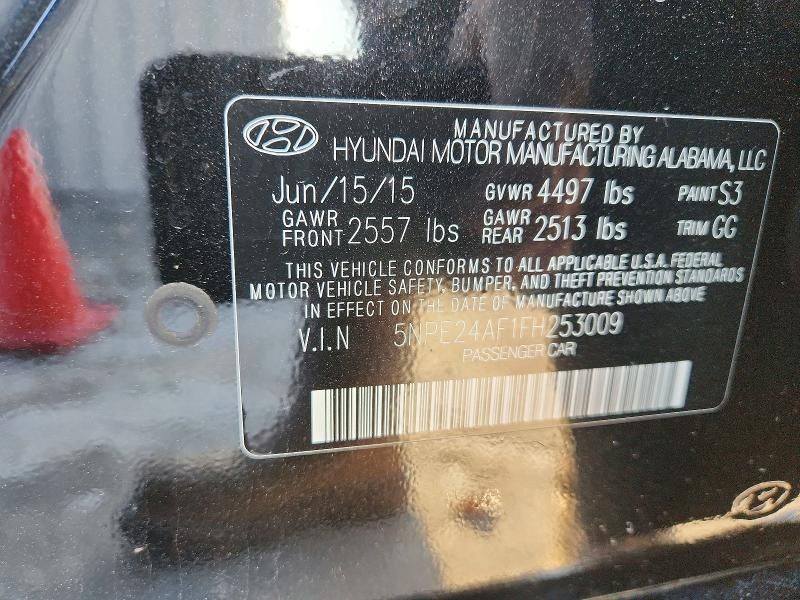 MANUFACTURED BY
HYUNDAI MOTOR MANUFACTURING ALABAMA, LLC
Jun/15/15 GVWR 4497 lbs PAINT S3
GAWR FRONT 2557 lbs GAWR REAR 2513 lbs TRIM GG
THIS VEHICLE CONFORMS TO ALL APPLICABLE U.S.A. FEDERAL
MOTOR VEHICLE SAFETY, BUMPER, AND THEFT PREVENTION STANDARDS
IN EFFECT ON THE DATE OF MANUFACTURE SHOWN ABOVE
V.I.N 5NPE24AF1FH253009
PASSENGER CAR